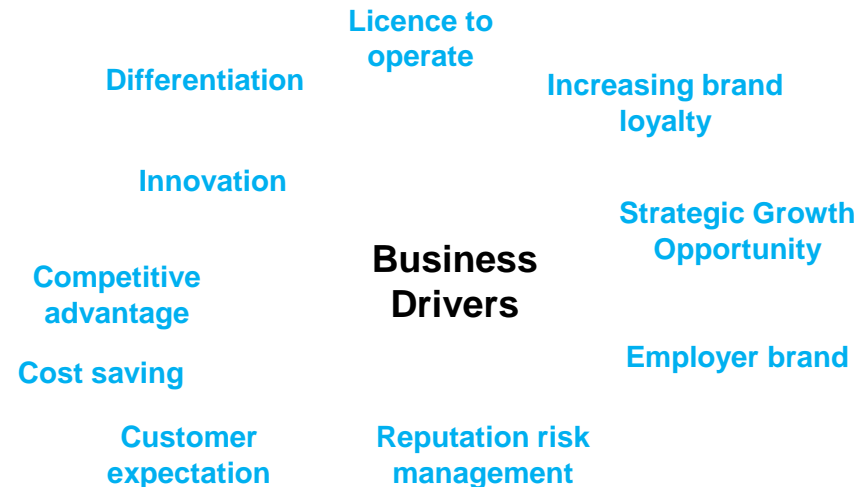 Licence to
operate
Differentiation
Increasing brand
loyalty
Innovation
Strategic Growth
Opportunity
Business
Drivers
Competitive
advantage
Employer brand
Cost saving
Customer
expectation
Reputation risk
management